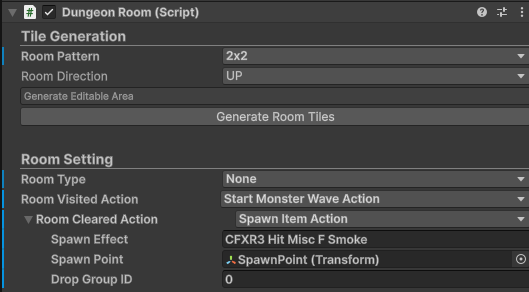 Dungeon Room (Script)
Tile Generation
Room Pattern 2x2
Room Direction UP
Generate Editable Area
Generate Room Tiles
Room Setting
Room Type None
Room Visited Action Start Monster Wave Action
Room Cleared Action Spawn Item Action
Spawn Effect CFXR3 Hit Misc F Smoke
Spawn Point SpawnPoint (Transform)
Drop Group ID 0